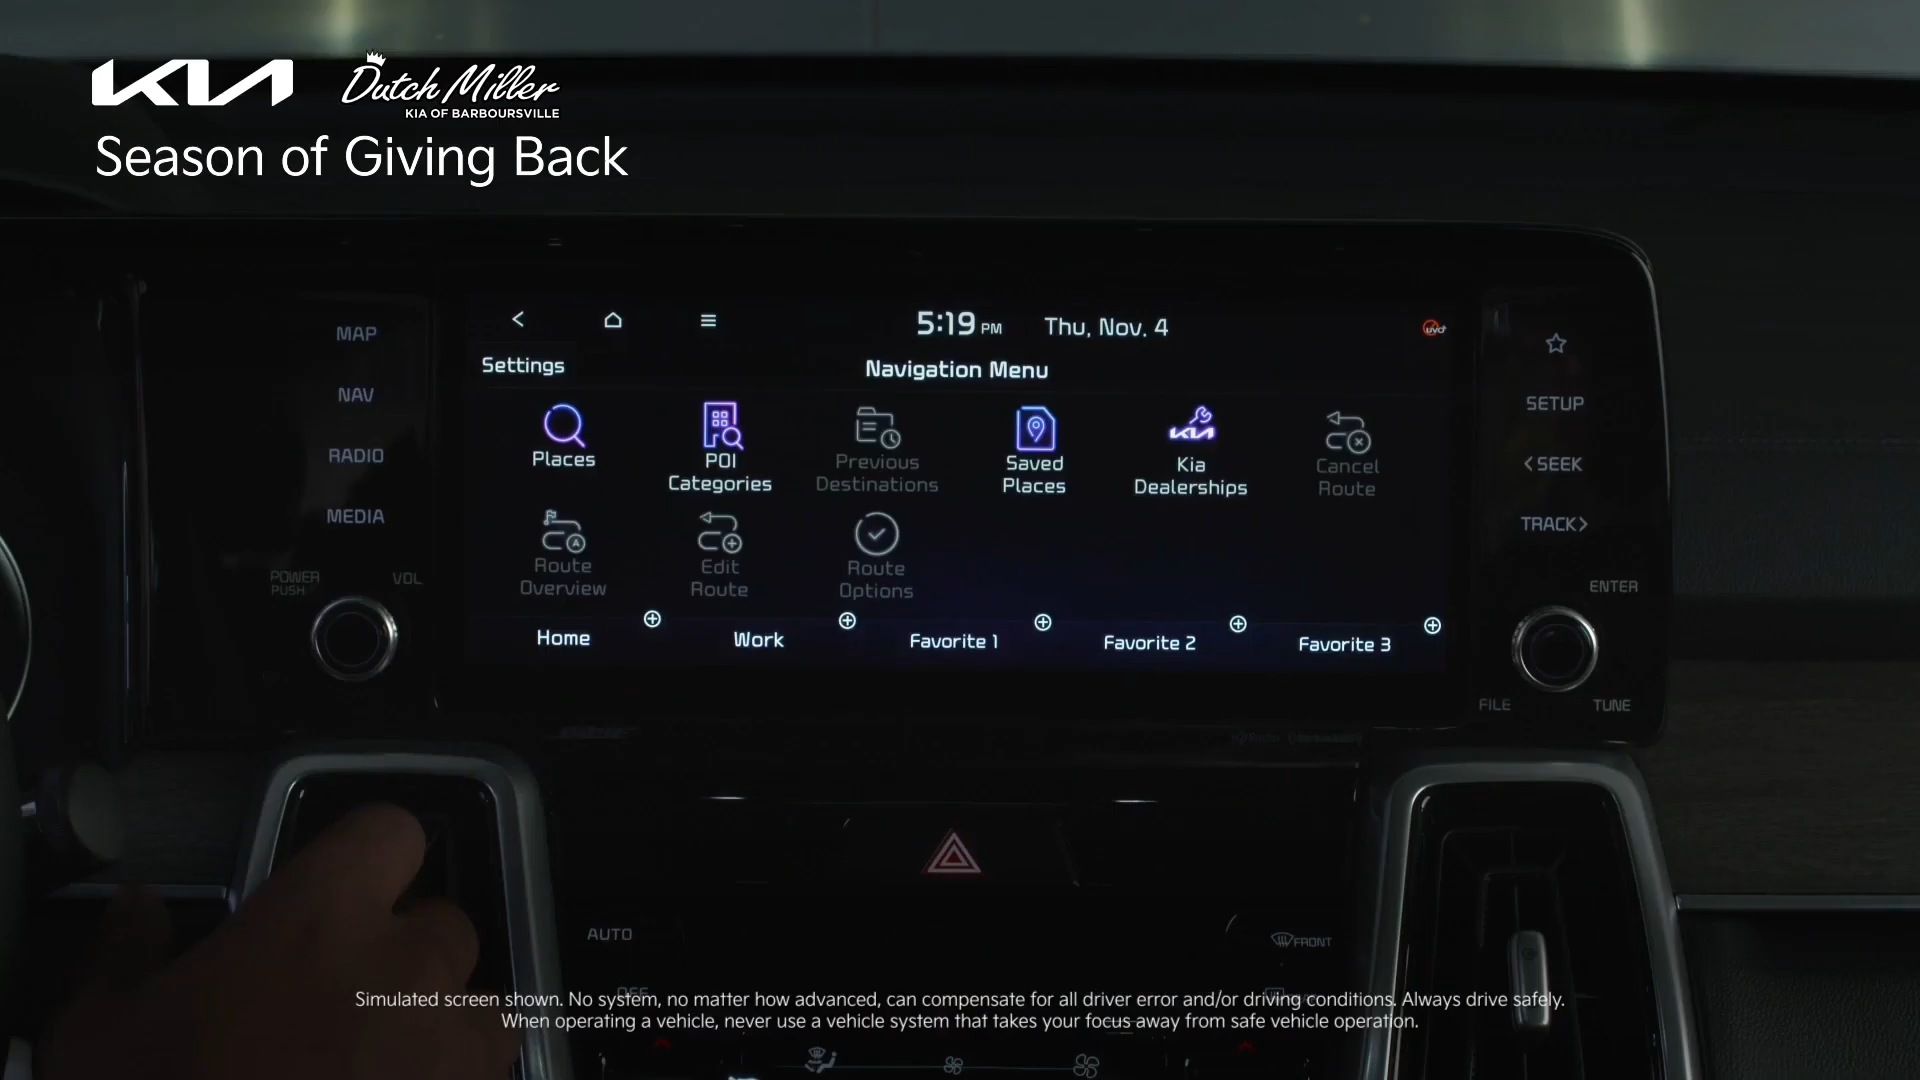 KIA
Dutch Miller
KIA OF BARBOURSVILLE
Season of Giving Back
5:19 PM Thu, Nov. 4
UVO
Settings
Navigation Menu
Places
POI
Categories
Previous
Destinations
Saved
Places
KIA
Kia
Dealerships
Cancel
Route
Route
Overview
Edit
Route
Route
Options
Home
Work
Favorite 1
Favorite 2
Favorite 3
MAP
NAV
RADIO
MEDIA
POWER
PUSH
VOL
SETUP
<SEEK
TRACK>
ENTER
FILE
TUNE
AUTO
FRONT
OFF
Simulated screen shown. No system, no matter how advanced, can compensate for all driver error and/or driving conditions. Always drive safely.
When operating a vehicle, never use a vehicle system that takes your focus away from safe vehicle operation.